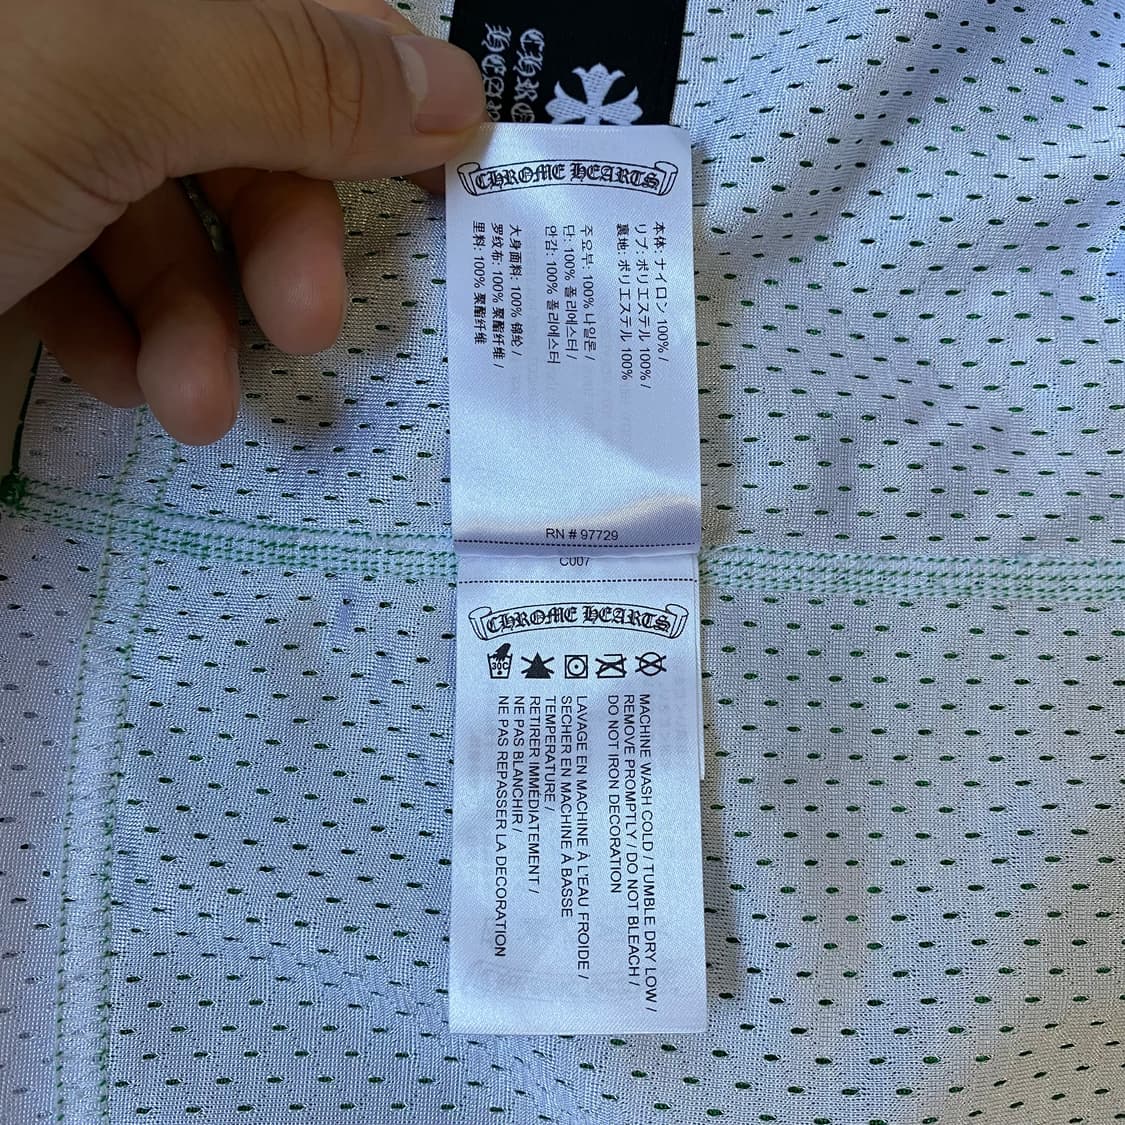 CHROME HEARTS
CHROME HEARTS
本体: ナイロン 100% /
リブ: ポリエステル 100% /
裏地: ポリエステル 100%
주요부: 100% 나일론 /
단: 100% 폴리에스터 /
안감: 100% 폴리에스터
大身面料: 100% 锦纶 /
罗纹布: 100% 聚酯纤维 /
里料: 100% 聚酯纤维
RN # 97729
C007
CHROME HEARTS
30C
MACHINE WASH COLD / TUMBLE DRY LOW /
REMOVE PROMPTLY / DO NOT BLEACH /
DO NOT IRON DECORATION
LAVAGE EN MACHINE À L'EAU FROIDE /
SECHER EN MACHINE À BASSE
TEMPERATURE /
RETIRER IMMÉDIATEMENT /
NE PAS BLANCHIR /
NE PAS REPASSER LA DECORATION